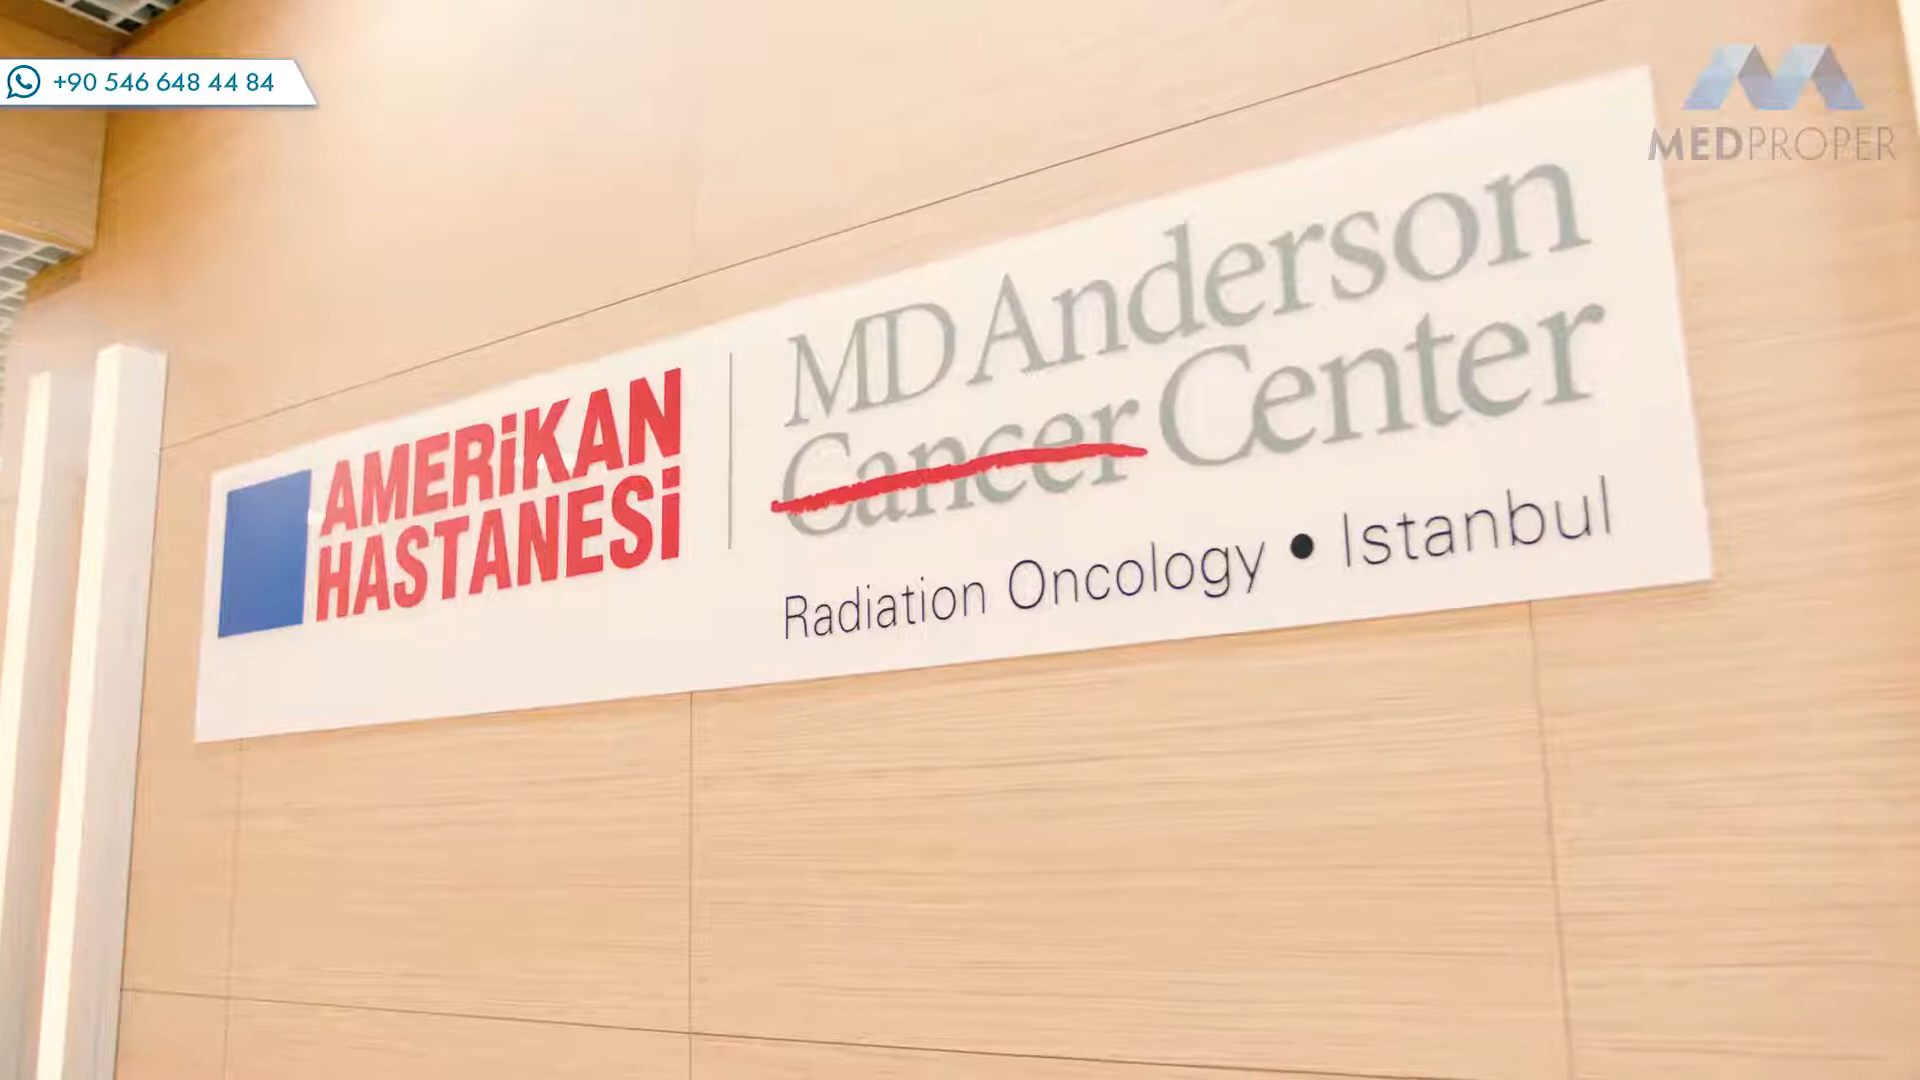 +90 546 648 44 84
MEDPROPER
AMERiKAN
HASTANESi
MD Anderson
Cancer Center
Radiation Oncology • Istanbul